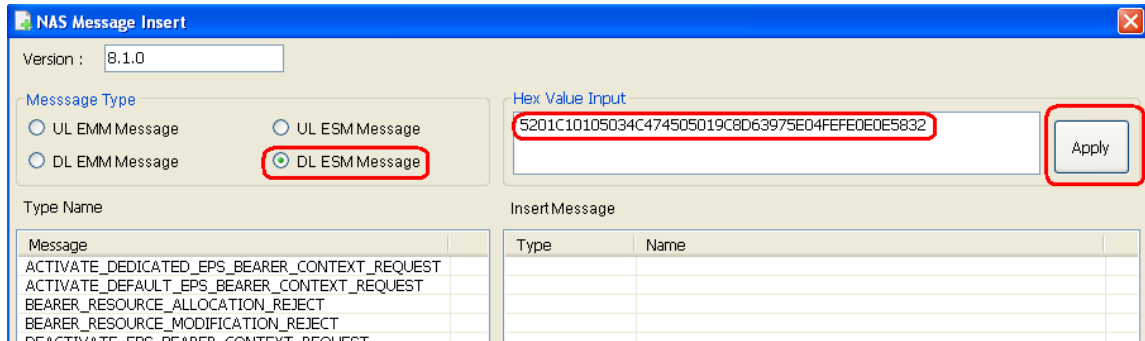 NAS Message Insert
Version : 8.1.0
Messsage Type
UL EMM Message UL ESM Message
DL EMM Message DL ESM Message
Hex Value Input
5201C10105034C474505019C8D63975E04FEFE0E0E5832
Apply
Type Name
Message
ACTIVATE_DEDICATED_EPS_BEARER_CONTEXT_REQUEST
ACTIVATE_DEFAULT_EPS_BEARER_CONTEXT_REQUEST
BEARER_RESOURCE_ALLOCATION_REJECT
BEARER_RESOURCE_MODIFICATION_REJECT
DEACTIVATE_EPS_BEARER_CONTEXT_REQUEST
Insert Message
Type Name